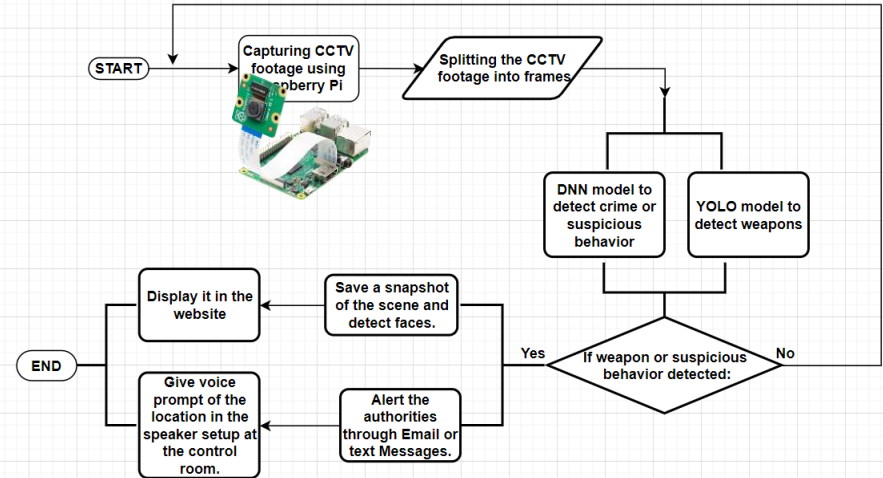 START
Capturing CCTV
footage using
pberry Pi
Splitting the CCTV
footage into frames
DNN model to
detect crime or
suspicious
behavior
YOLO model to
detect weapons
If weapon or suspicious
behavior detected:
Yes
No
Save a snapshot
of the scene and
detect faces.
Display it in the
website
Alert the
authorities
through Email or
text Messages.
Give voice
prompt of the
location in the
speaker setup at
the control
room.
END